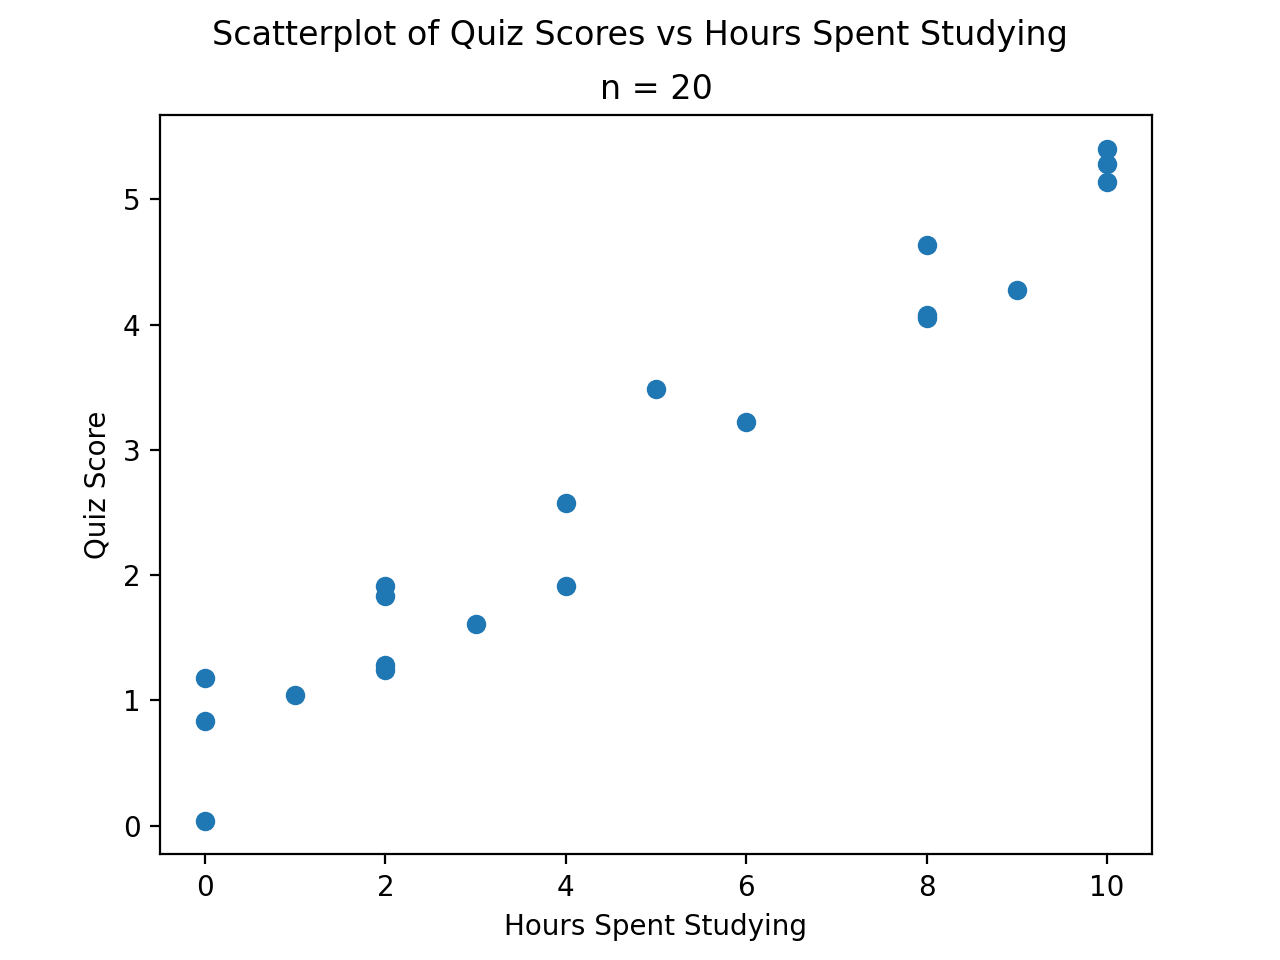 Scatterplot of Quiz Scores vs Hours Spent Studying
n = 20
5
4
3
2
1
0
Quiz Score
0 2 4 6 8 10
Hours Spent Studying